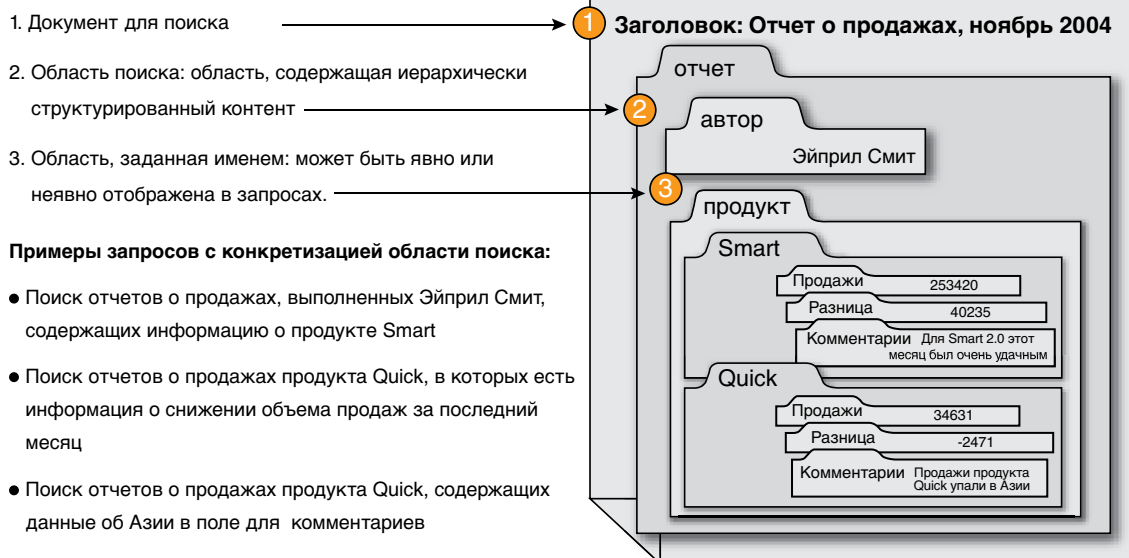 1. Документ для поиска
2. Область поиска: область, содержащая иерархически
структурированный контент
3. Область, заданная именем: может быть явно или
неявно отображена в запросах.
Примеры запросов с конкретизацией области поиска:
● Поиск отчетов о продажах, выполненных Эйприл Смит,
содержащих информацию о продукте Smart
● Поиск отчетов о продажах продукта Quick, в которых есть
информация о снижении объема продаж за последний
месяц
● Поиск отчетов о продажах продукта Quick, содержащих
данные об Азии в поле для комментариев
1 Заголовок: Отчет о продажах, ноябрь 2004
отчет
2
автор
Эйприл Смит
3
продукт
Smart
Продажи 253420
Разница 40235
Комментарии Для Smart 2.0 этот
месяц был очень удачным
Quick
Продажи 34631
Разница -2471
Комментарии Продажи продукта
Quick упали в Азии